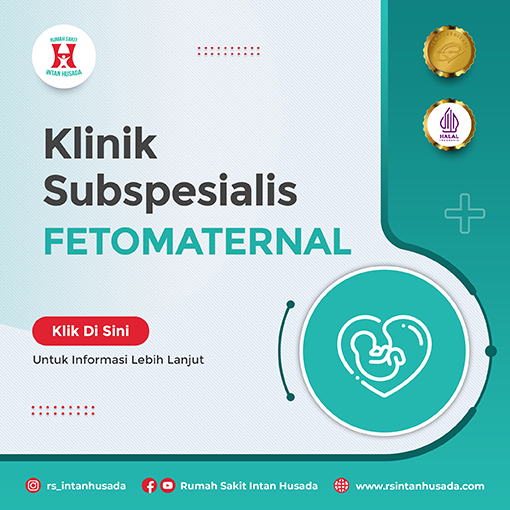 RUMAH SAKIT
INTAN HUSADA
HALAL
INDONESIA
Klinik
Subspesialis
FETOMATERNAL
Klik Di Sini
Untuk Informasi Lebih Lanjut
rs_intanhusada
Rumah Sakit Intan Husada
www.rsintanhusada.com